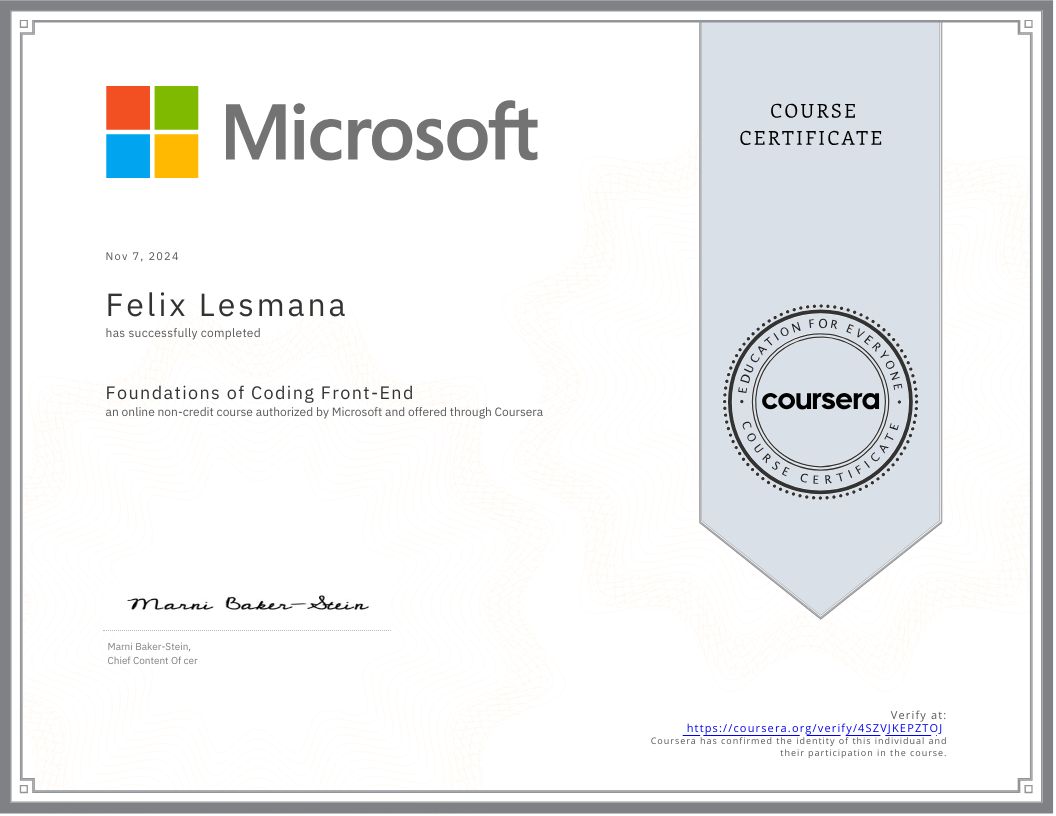 Microsoft
COURSE
CERTIFICATE
Nov 7, 2024
Felix Lesmana
has successfully completed
Foundations of Coding Front-End
an online non-credit course authorized by Microsoft and offered through Coursera
EDUCATION FOR EVERYONE
coursera
COURSE CERTIFICATE
Marni Baker-Stein
Marni Baker-Stein,
Chief Content Of cer
Verify at:
https://coursera.org/verify/4SZVJKEPZTOJ
Coursera has confirmed the identity of this individual and
their participation in the course.